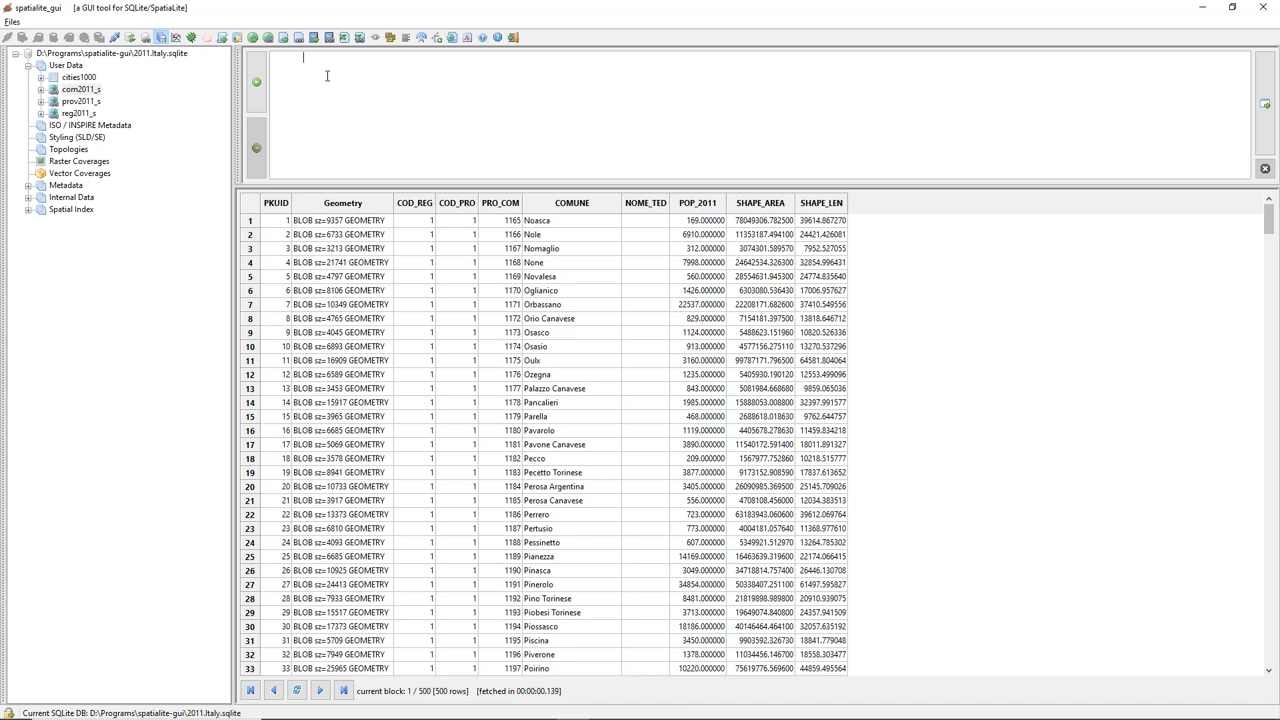 spatialite_gui [a GUI tool for SQLite/SpatiaLite]
Files
D:\Programs\spatialite-gui\2011.Italy.sqlite
User Data
cities1000
com2011_s
prov2011_s
reg2011_s
ISO / INSPIRE Metadata
Styling (SLD/SE)
Topologies
Raster Coverages
Vector Coverages
Metadata
Internal Data
Spatial Index
PKUID Geometry COD_REG COD_PRO PRO_COM COMUNE NOME_TED POP_2011 SHAPE_AREA SHAPE_LEN
1 1 BLOB sz=9357 GEOMETRY 1 1 1165 Noasca 169.000000 78049306.782500 39614.867270
2 2 BLOB sz=6733 GEOMETRY 1 1 1166 Nole 6910.000000 11353187.494100 24421.426081
3 3 BLOB sz=3213 GEOMETRY 1 1 1167 Nomaglio 312.000000 3074301.589570 7952.527055
4 4 BLOB sz=21741 GEOMETRY 1 1 1168 None 7998.000000 24642534.326300 32854.996431
5 5 BLOB sz=4797 GEOMETRY 1 1 1169 Novalesa 560.000000 28554631.945300 24774.835640
6 6 BLOB sz=8106 GEOMETRY 1 1 1170 Oglianico 1426.000000 6303080.536430 17006.957627
7 7 BLOB sz=10349 GEOMETRY 1 1 1171 Orbassano 22537.000000 22208171.682600 37410.549556
8 8 BLOB sz=4765 GEOMETRY 1 1 1172 Orio Canavese 829.000000 7154181.397500 13818.646712
9 9 BLOB sz=4045 GEOMETRY 1 1 1173 Osasco 1124.000000 5488623.151960 10820.526336
10 10 BLOB sz=6893 GEOMETRY 1 1 1174 Osasio 913.000000 4577156.275110 13270.537296
11 11 BLOB sz=16909 GEOMETRY 1 1 1175 Oulx 3160.000000 99787171.796500 64581.804064
12 12 BLOB sz=6589 GEOMETRY 1 1 1176 Ozegna 1235.000000 5405930.190120 12553.499096
13 13 BLOB sz=3453 GEOMETRY 1 1 1177 Palazzo Canavese 843.000000 5081984.668680 9859.065036
14 14 BLOB sz=15917 GEOMETRY 1 1 1178 Pancalieri 1985.000000 15888053.008800 32397.991577
15 15 BLOB sz=3965 GEOMETRY 1 1 1179 Parella 468.000000 2688618.018630 9762.644757
16 16 BLOB sz=6685 GEOMETRY 1 1 1180 Pavarolo 1119.000000 4405678.278630 11459.834218
17 17 BLOB sz=5069 GEOMETRY 1 1 1181 Pavone Canavese 3890.000000 11540172.591400 18011.891327
18 18 BLOB sz=3578 GEOMETRY 1 1 1182 Pecco 209.000000 1567977.752860 10218.515777
19 19 BLOB sz=8941 GEOMETRY 1 1 1183 Pecetto Torinese 3877.000000 9173152.908590 17837.613652
20 20 BLOB sz=10733 GEOMETRY 1 1 1184 Perosa Argentina 3405.000000 26090985.369500 25145.709026
21 21 BLOB sz=3917 GEOMETRY 1 1 1185 Perosa Canavese 556.000000 4708108.456000 12034.383513
22 22 BLOB sz=13373 GEOMETRY 1 1 1186 Perrero 723.000000 63183943.060600 39612.069764
23 23 BLOB sz=6810 GEOMETRY 1 1 1187 Pertusio 773.000000 4004181.057640 11368.977610
24 24 BLOB sz=4093 GEOMETRY 1 1 1188 Pessinetto 607.000000 5349921.512970 13264.785302
25 25 BLOB sz=6685 GEOMETRY 1 1 1189 Pianezza 14169.000000 16463639.319600 22174.066415
26 26 BLOB sz=10925 GEOMETRY 1 1 1190 Pinasca 3049.000000 34718814.757400 26446.130708
27 27 BLOB sz=24413 GEOMETRY 1 1 1191 Pinerolo 34854.000000 50338407.251100 61497.595827
28 28 BLOB sz=7933 GEOMETRY 1 1 1192 Pino Torinese 8481.000000 21819898.989800 20910.939075
29 29 BLOB sz=15517 GEOMETRY 1 1 1193 Piobesi Torinese 3713.000000 19649074.840800 24357.941509
30 30 BLOB sz=17373 GEOMETRY 1 1 1194 Piossasco 18186.000000 40146464.464100 32057.635192
31 31 BLOB sz=5709 GEOMETRY 1 1 1195 Piscina 3450.000000 9903592.326730 18841.779048
32 32 BLOB sz=7949 GEOMETRY 1 1 1196 Piverone 1378.000000 11034456.146700 18558.303477
33 33 BLOB sz=25965 GEOMETRY 1 1 1197 Poirino 10220.000000 75619776.569600 44859.495564
current block: 1 / 500 [500 rows] [fetched in 00:00:00.139]
Current SQLite DB: D:\Programs\spatialite-gui\2011.Italy.sqlite